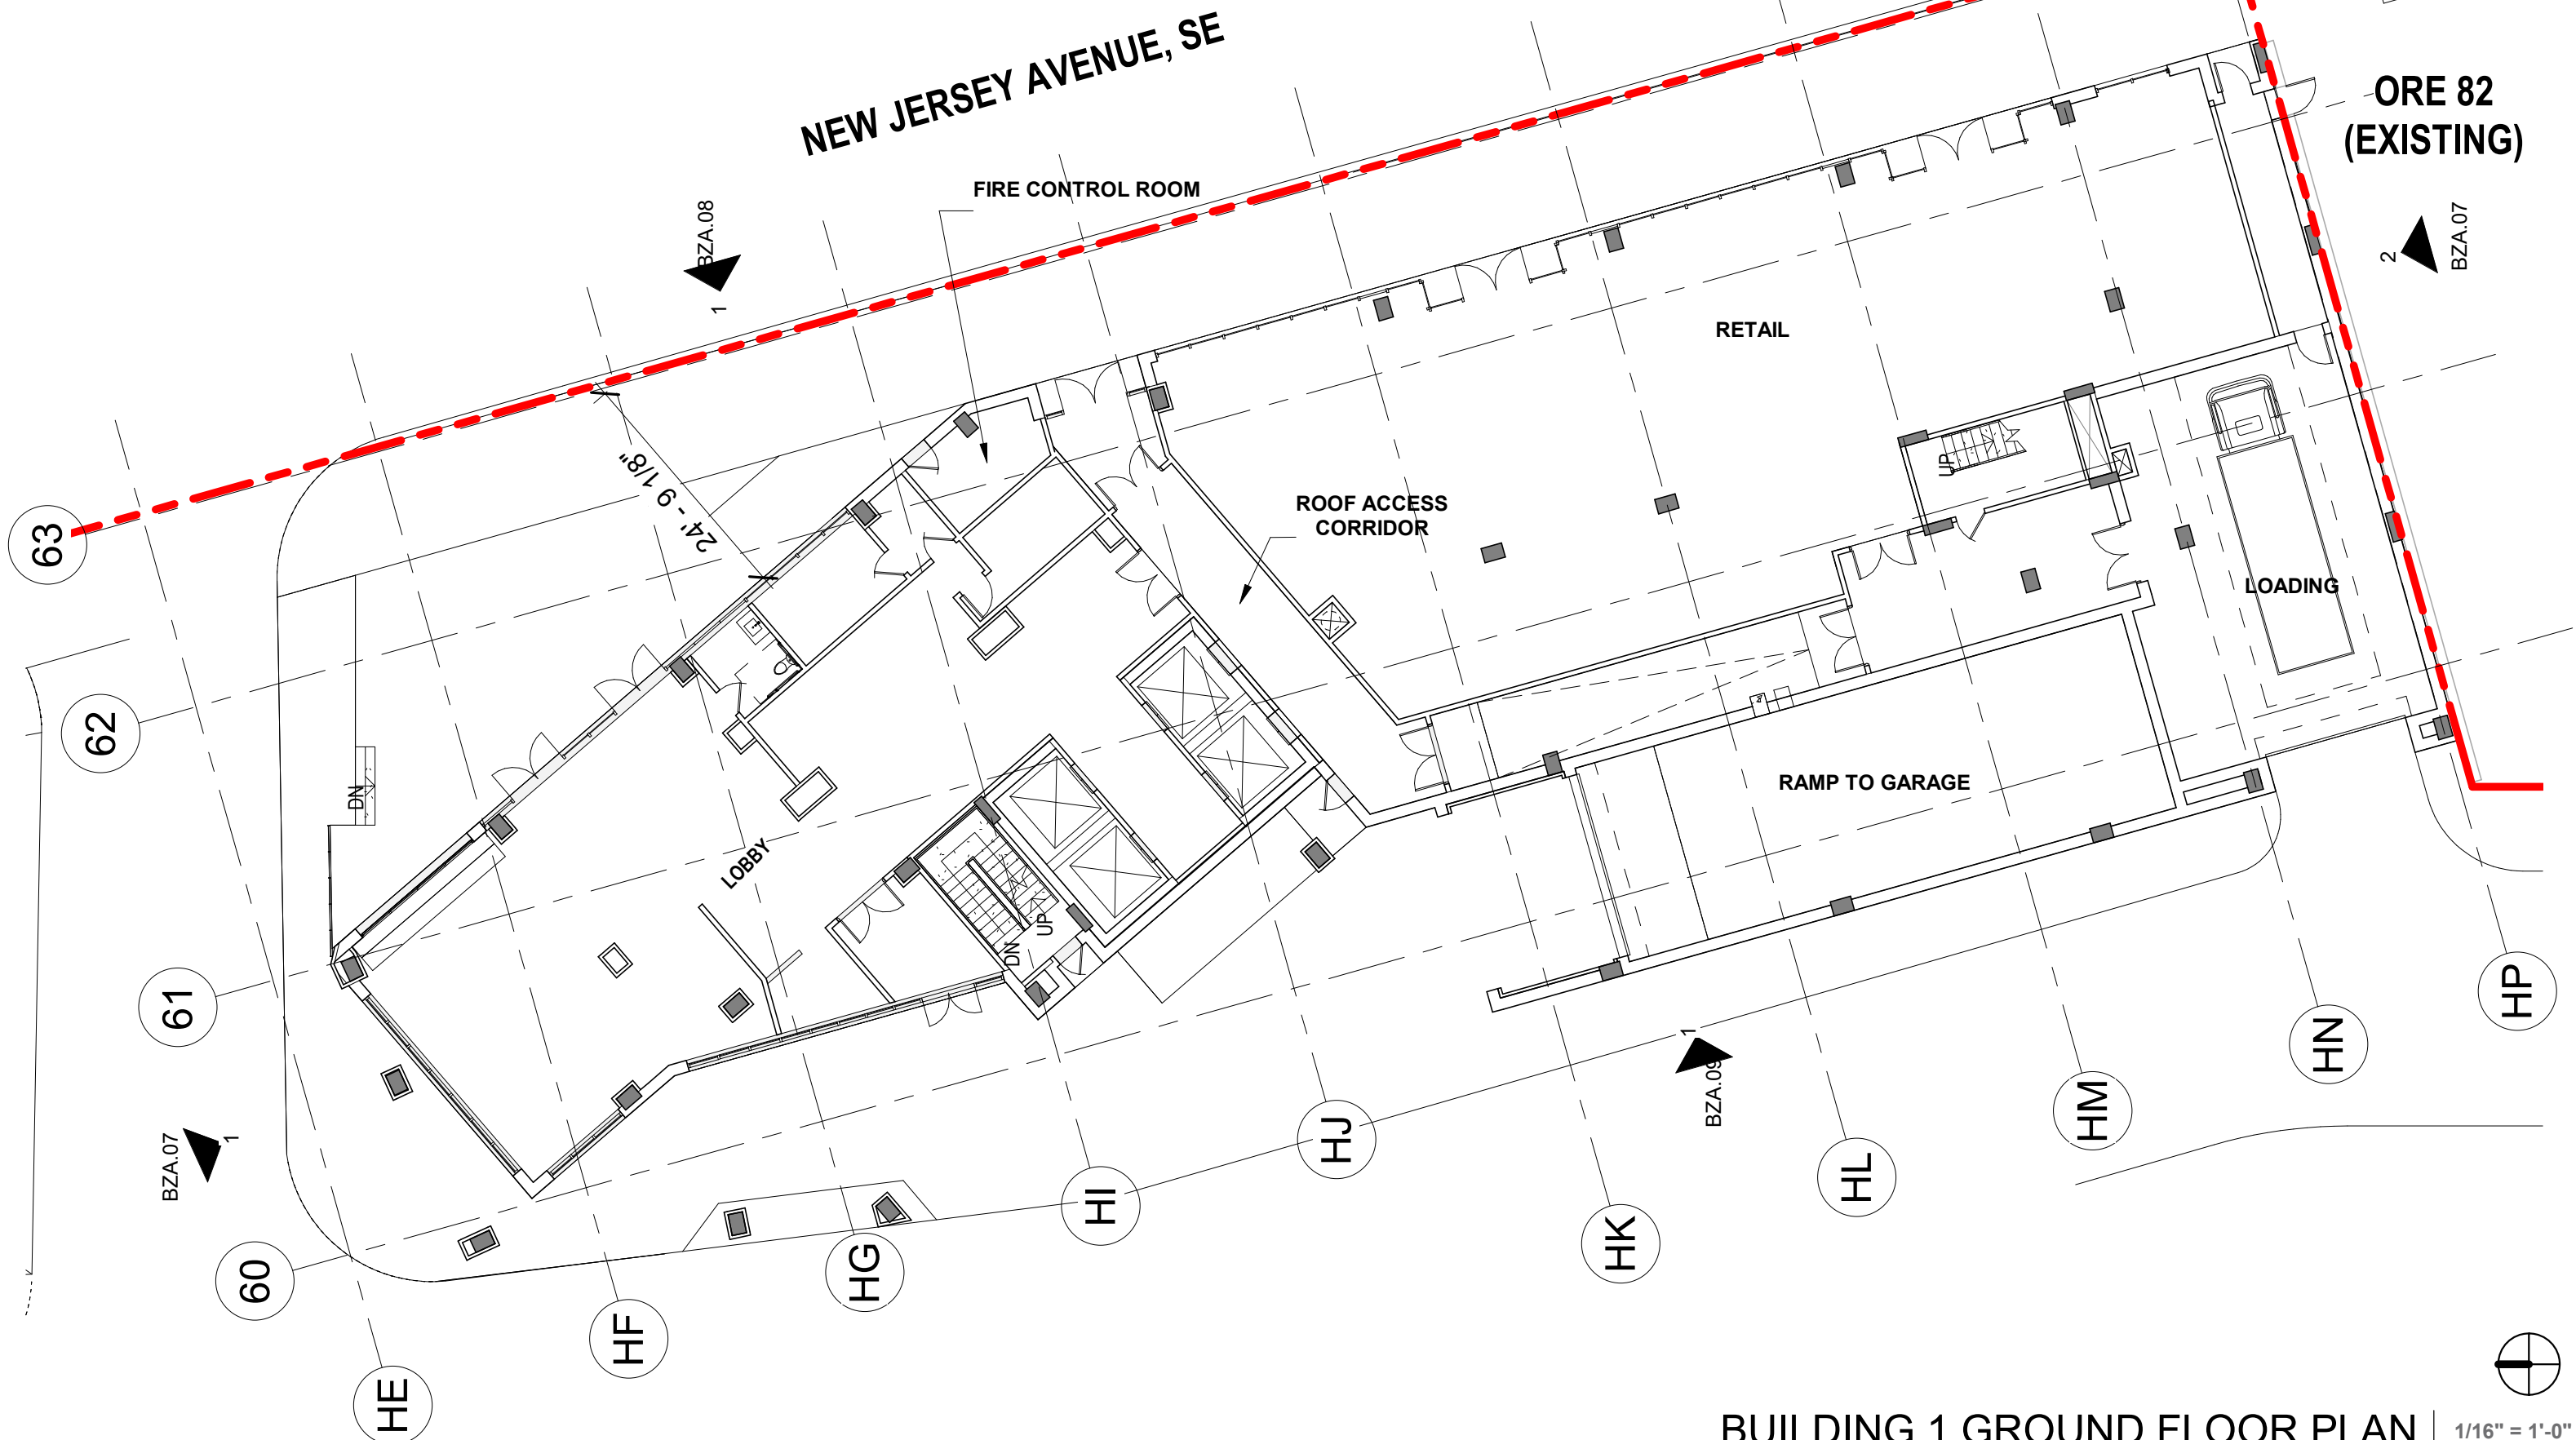 NEW JERSEY AVENUE, SE
ORE 82
(EXISTING)
FIRE CONTROL ROOM
BZA.08
1
2
BZA.07
RETAIL
24' - 9 1/8"
63
ROOF ACCESS
CORRIDOR
UP
LOADING
62
DN
RAMP TO GARAGE
LOBBY
UP
DN
61
HP
HN
1
BZA.09
HM
HJ
BZA.07
1
HL
HI
HK
60
HG
HF
HE
BUILDING 1 GROUND FLOOR PLAN
1/16" = 1'-0"